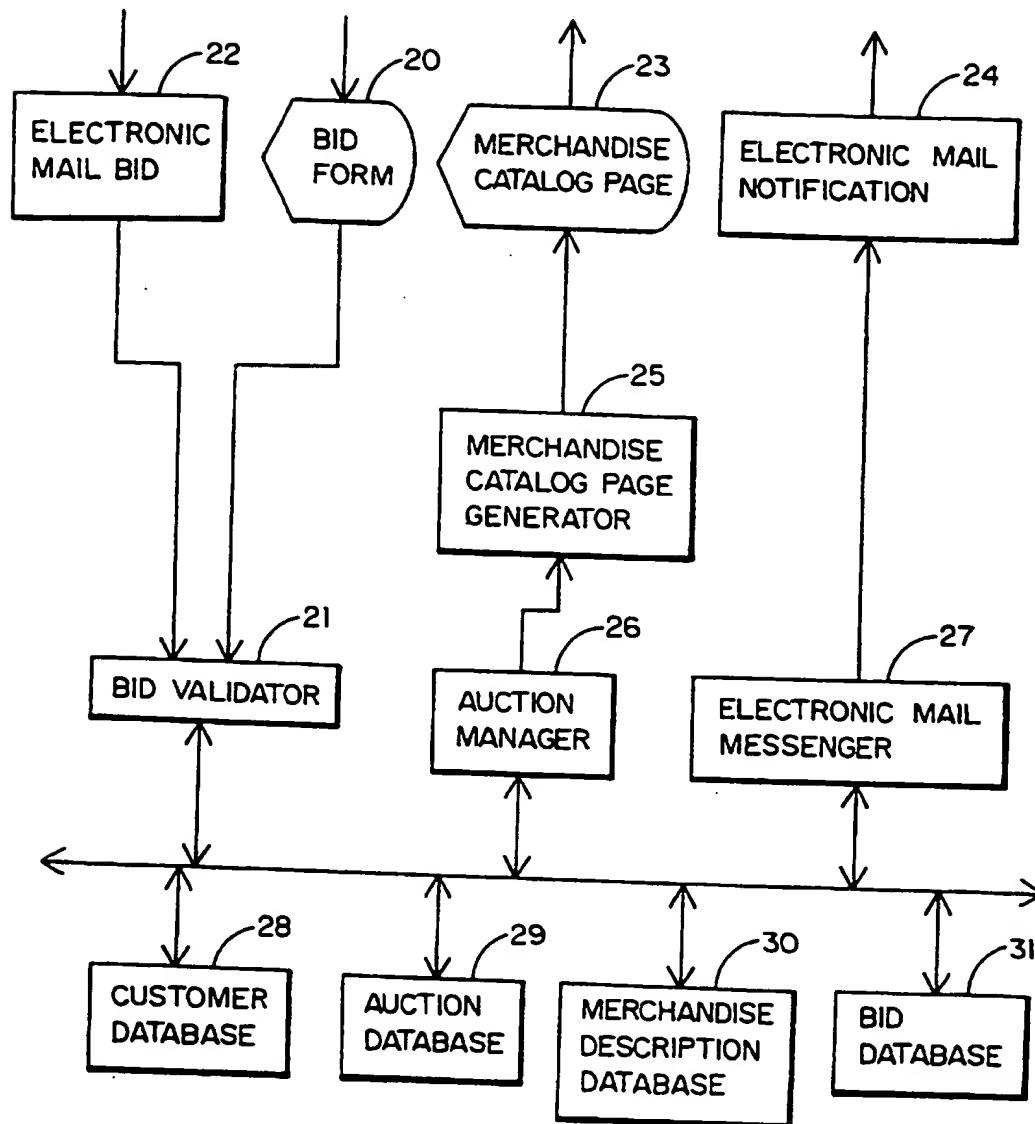 22
20
23
24
ELECTRONIC
MAIL BID
BID
FORM
MERCHANDISE
CATALOG PAGE
ELECTRONIC MAIL
NOTIFICATION
25
MERCHANDISE
CATALOG PAGE
GENERATOR
21
BID VALIDATOR
26
AUCTION
MANAGER
27
ELECTRONIC MAIL
MESSENGER
28
CUSTOMER
DATABASE
29
AUCTION
DATABASE
30
MERCHANDISE
DESCRIPTION
DATABASE
31
BID
DATABASE